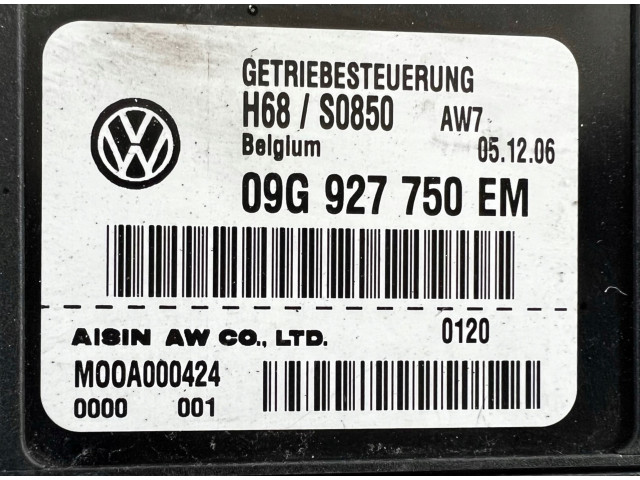 GETRIEBESTEUERUNG
H68 / S0850 AW7
Belgium 05.12.06
09G 927 750 EM
AISIN AW CO., LTD. 0120
M00A000424
0000 001